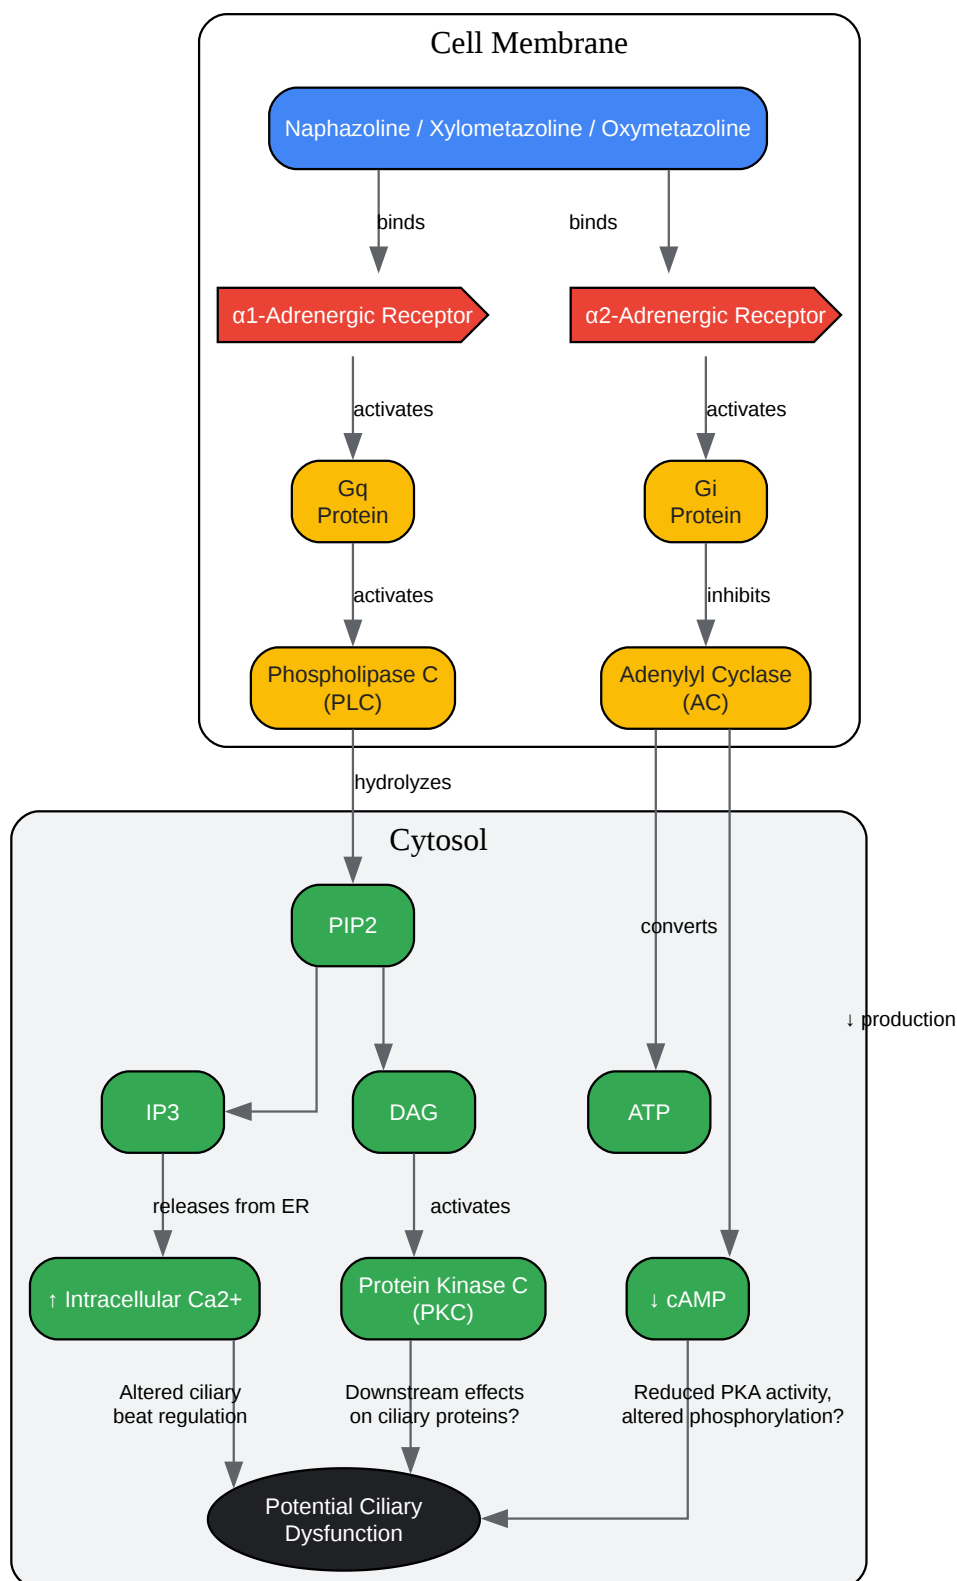 Cell Membrane
Naphazoline / Xylometazoline / Oxymetazoline
binds
binds
α1-Adrenergic Receptor
α2-Adrenergic Receptor
activates
activates
Gq
Protein
Gi
Protein
activates
inhibits
Phospholipase C
(PLC)
Adenylyl Cyclase
(AC)
hydrolyzes
Cytosol
PIP2
converts
↓ production
IP3
DAG
ATP
releases from ER
activates
↑ Intracellular Ca2+
Protein Kinase C
(PKC)
↓ cAMP
Altered ciliary
beat regulation
Downstream effects
on ciliary proteins?
Reduced PKA activity,
altered phosphorylation?
Potential Ciliary
Dysfunction